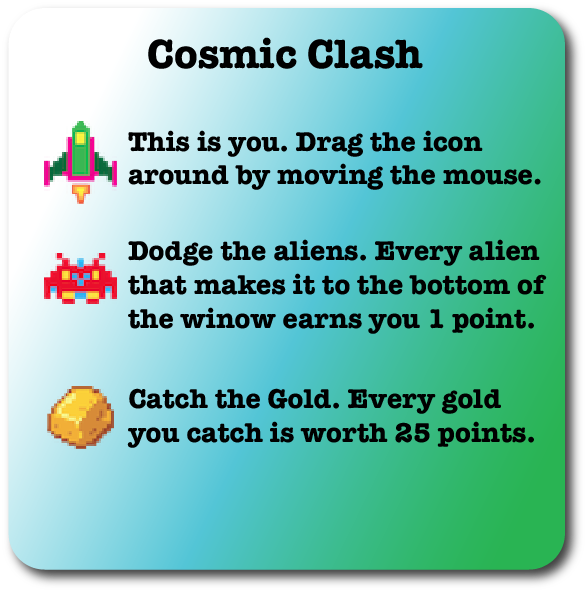 Cosmic Clash
This is you. Drag the icon
around by moving the mouse.
Dodge the aliens. Every alien
that makes it to the bottom of
the winow earns you 1 point.
Catch the Gold. Every gold
you catch is worth 25 points.